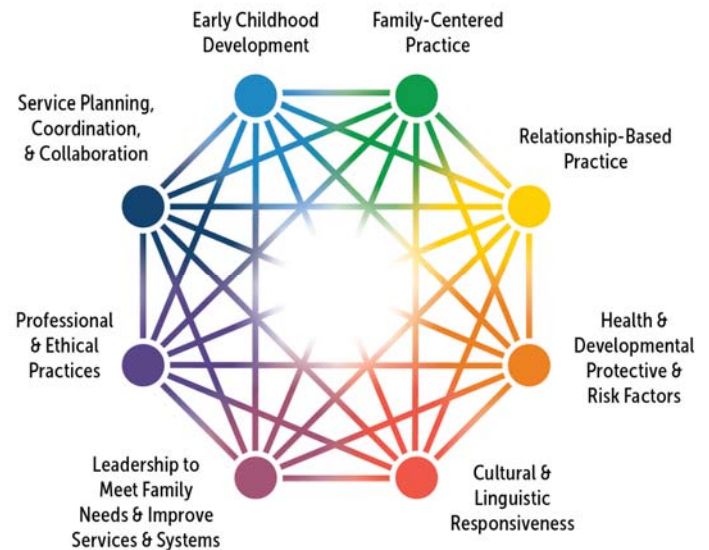 Early Childhood
Development
Family-Centered
Practice
Service Planning,
Coordination,
& Collaboration
Relationship-Based
Practice
Professional
& Ethical
Practices
Health &
Developmental
Protective &
Risk Factors
Leadership to
Meet Family
Needs & Improve
Services & Systems
Cultural &
Linguistic
Responsiveness